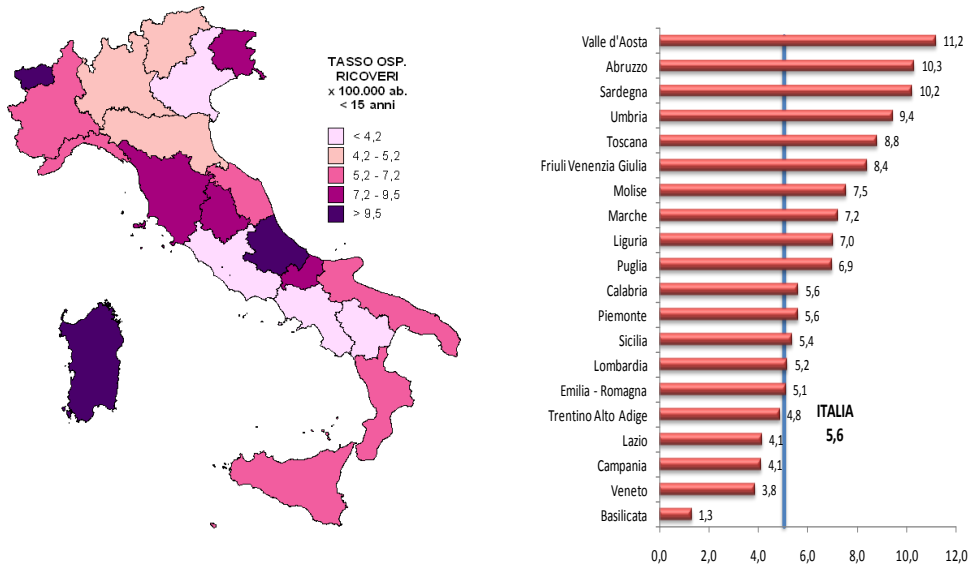 TASSO OSP.
RICOVERI
x 100.000 ab.
< 15 anni
< 4,2
4,2 - 5,2
5,2 - 7,2
7,2 - 9,5
> 9,5
Valle d'Aosta 11,2
Abruzzo 10,3
Sardegna 10,2
Umbria 9,4
Toscana 8,8
Friuli Venenzia Giulia 8,4
Molise 7,5
Marche 7,2
Liguria 7,0
Puglia 6,9
Calabria 5,6
Piemonte 5,6
Sicilia 5,4
Lombardia 5,2
Emilia - Romagna 5,1
Trentino Alto Adige 4,8
Lazio 4,1
Campania 4,1
Veneto 3,8
Basilicata 1,3
ITALIA
5,6
0,0 2,0 4,0 6,0 8,0 10,0 12,0